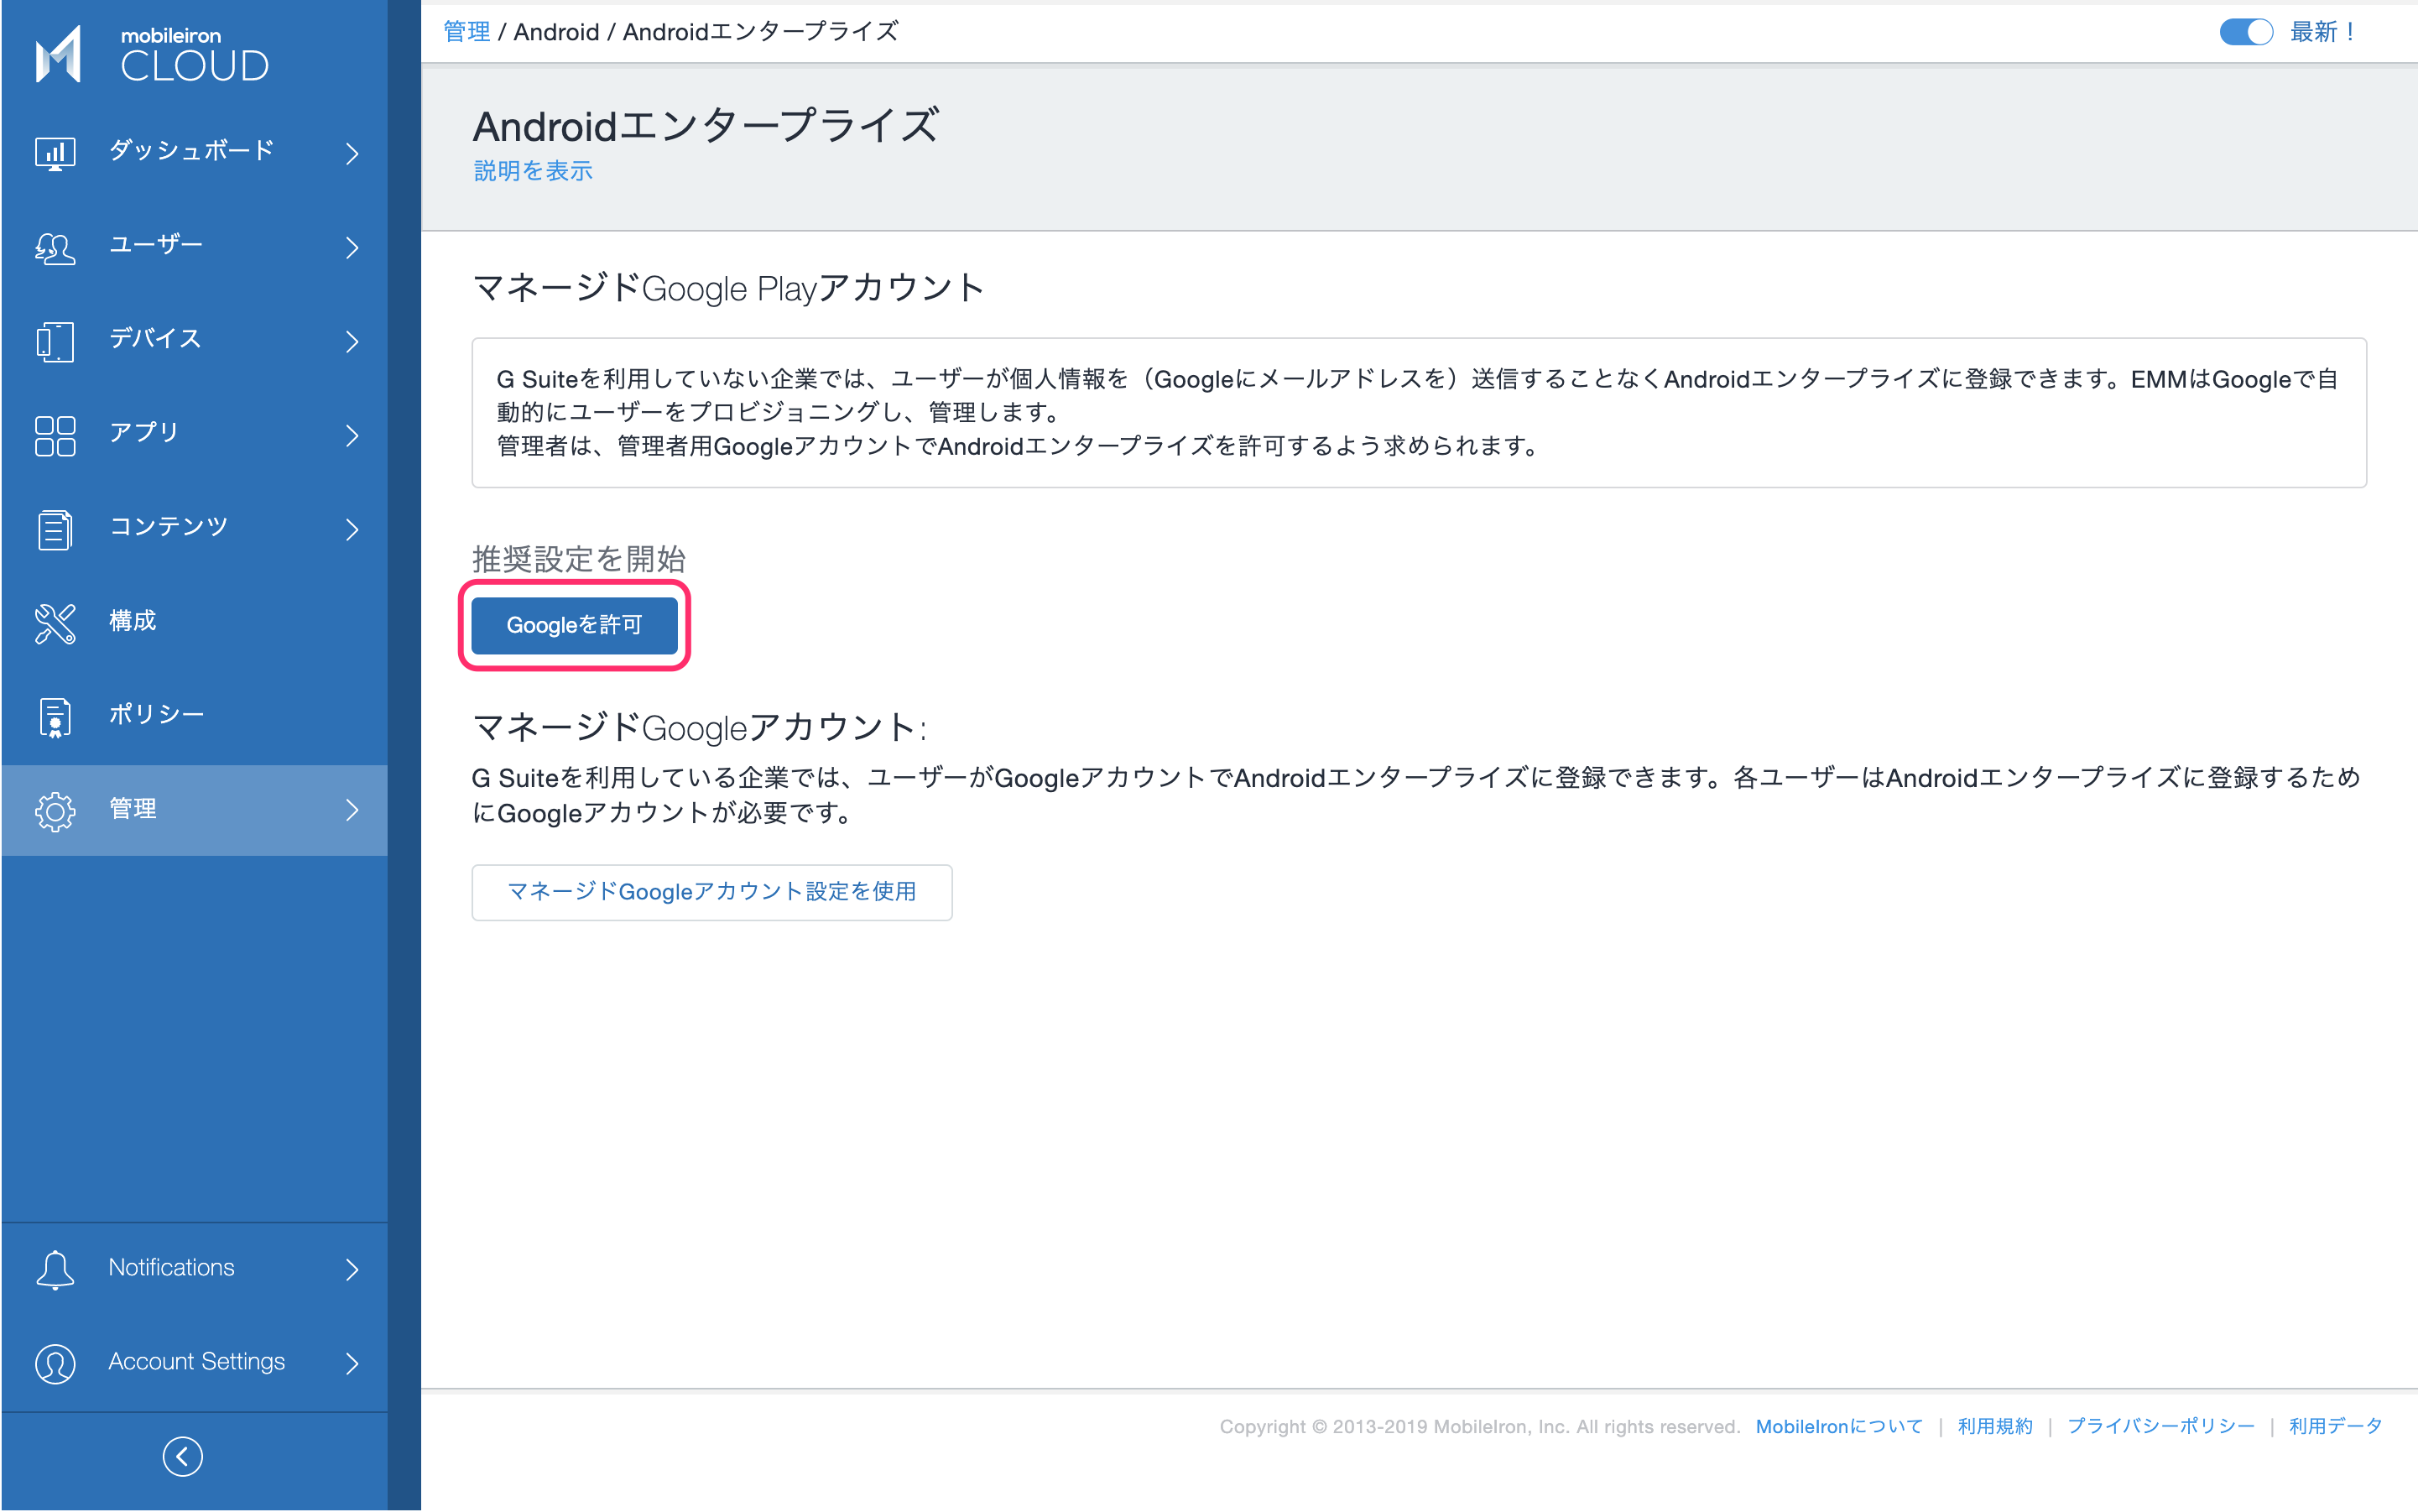 mobileiron
CLOUD
ダッシュボード
ユーザー
デバイス
アプリ
コンテンツ
構成
ポリシー
管理
Notifications
Account Settings
管理 / Android / Androidエンタープライズ
最新！
Androidエンタープライズ
説明を表示
マネージドGoogle Playアカウント
G Suiteを利用していない企業では、ユーザーが個人情報を（Googleにメールアドレスを）送信することなくAndroidエンタープライズに登録できます。EMMはGoogleで自
動的にユーザーをプロビジョニングし、管理します。
管理者は、管理者用GoogleアカウントでAndroidエンタープライズを許可するよう求められます。
推奨設定を開始
Googleを許可
マネージドGoogleアカウント:
G Suiteを利用している企業では、ユーザーがGoogleアカウントでAndroidエンタープライズに登録できます。各ユーザーはAndroidエンタープライズに登録するため
にGoogleアカウントが必要です。
マネージドGoogleアカウント設定を使用
Copyright © 2013-2019 MobileIron, Inc. All rights reserved. MobileIronについて | 利用規約 | プライバシーポリシー | 利用データ